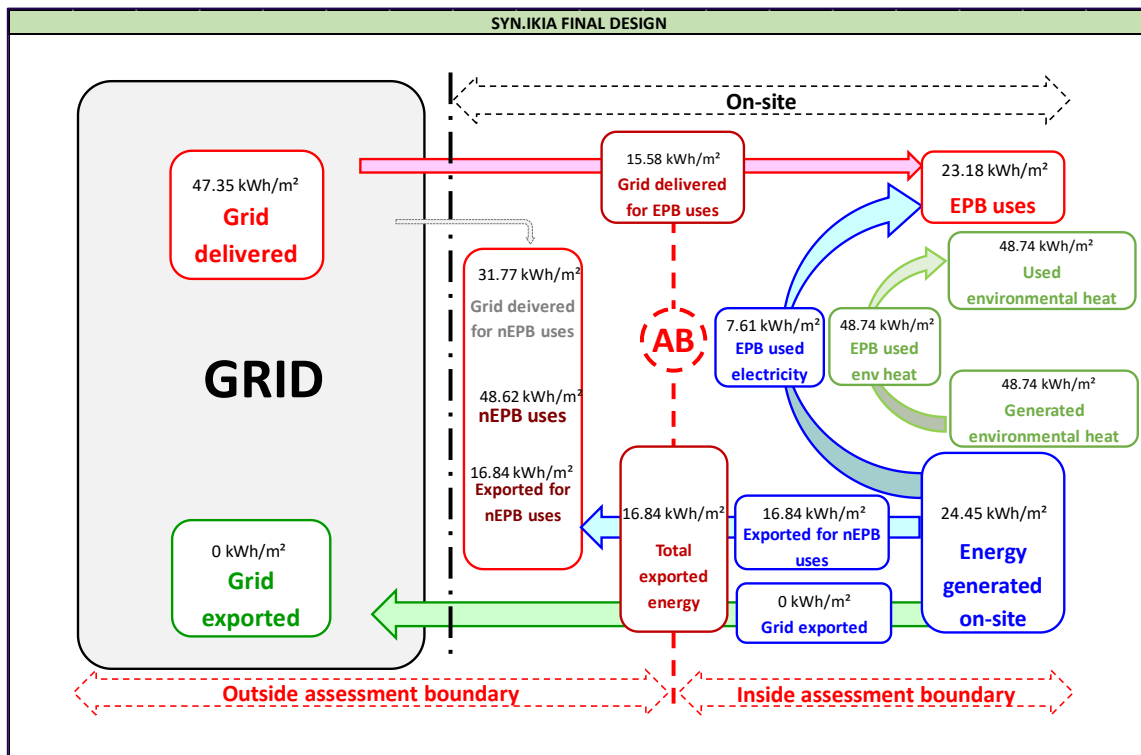 SYN.IKIA FINAL DESIGN
On-site
47.35 kWh/m²
Grid
delivered
15.58 kWh/m²
Grid delivered
for EPB uses
23.18 kWh/m²
EPB uses
31.77 kWh/m²
Grid deivered
for nEPB uses
48.74 kWh/m²
Used
environmental heat
GRID
AB
7.61 kWh/m²
EPB used
electricity
48.74 kWh/m²
EPB used
env heat
48.62 kWh/m²
nEPB uses
48.74 kWh/m²
Generated
environmental heat
16.84 kWh/m²
Exported for
nEPB uses
16.84 kWh/m²
Total
exported
energy
16.84 kWh/m²
Exported for nEPB
uses
24.45 kWh/m²
Energy
generated
on-site
0 kWh/m²
Grid
exported
0 kWh/m²
Grid exported
Outside assessment boundary
Inside assessment boundary